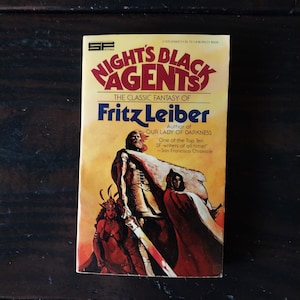 SF
NIGHT'S BLACK
AGENTS
THE CLASSIC FANTASY OF
Fritz Leiber
Author of
OUR LADY OF DARKNESS
"One of the Top Ten
SF writers of all time!"
- San Francisco Chronicle